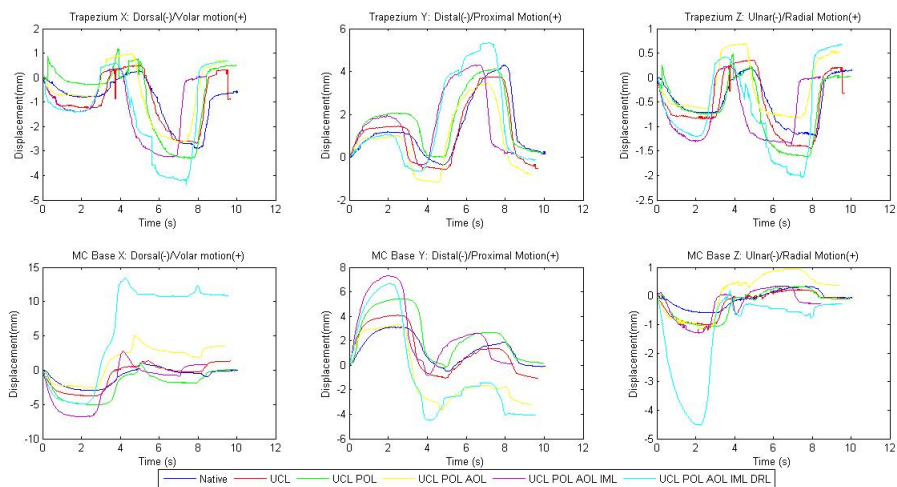 Trapezium X: Dorsal(-)/Volar motion(+)
2
1
0
-1
-2
-3
-4
-5
Displacement(mm)
0 2 4 6 8 10 12
Time (s)
Trapezium Y: Distal(-)/Proximal Motion(+)
6
4
2
0
-2
Displacement(mm)
0 2 4 6 8 10 12
Time (s)
Trapezium Z: Ulnar(-)/Radial Motion(+)
1
0.5
0
-0.5
-1
-1.5
-2
-2.5
Displacement(mm)
0 2 4 6 8 10 12
Time (s)
MC Base X: Dorsal(-)/Volar motion(+)
15
10
5
0
-5
-10
Displacement(mm)
0 2 4 6 8 10 12
Time (s)
MC Base Y: Distal(-)/Proximal Motion(+)
8
6
4
2
0
-2
-4
-6
Displacement(mm)
0 2 4 6 8 10 12
Time (s)
MC Base Z: Ulnar(-)/Radial Motion(+)
1
0
-1
-2
-3
-4
-5
Displacement(mm)
0 2 4 6 8 10 12
Time (s)
Native UCL UCL POL UCL POL AOL UCL POL AOL IML UCL POL AOL IML DRL